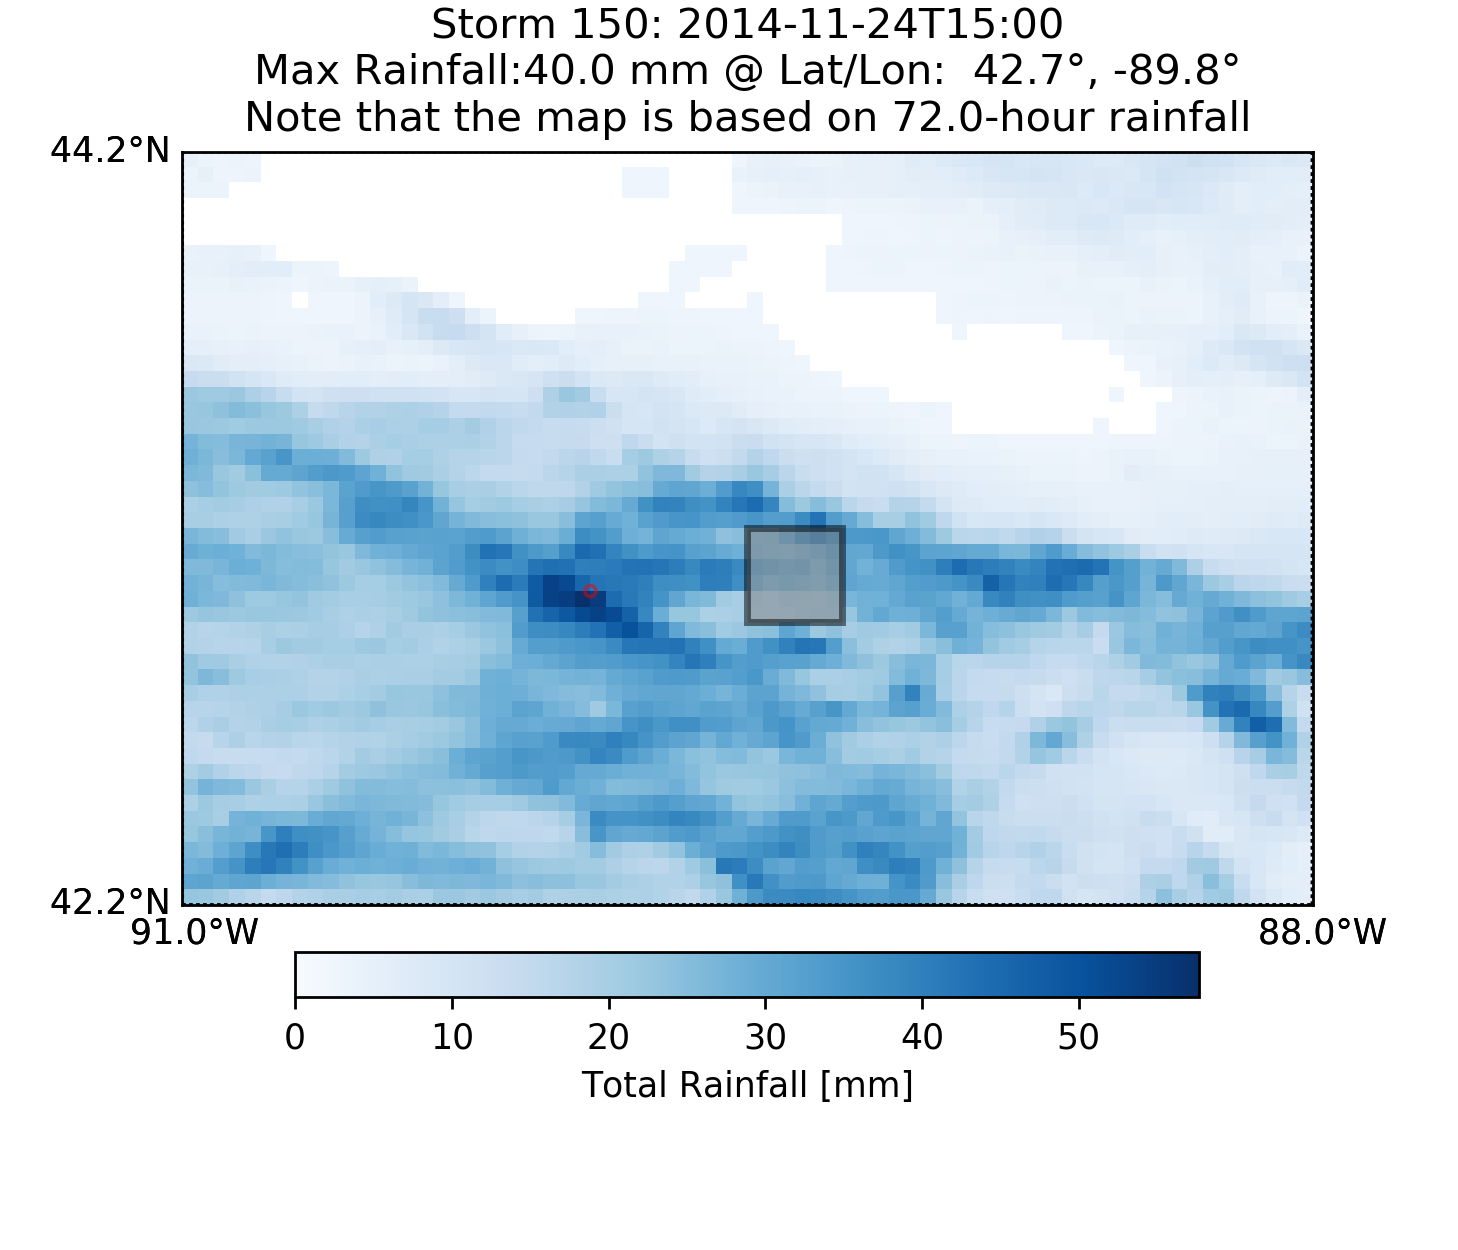 Storm 150: 2014-11-24T15:00
Max Rainfall:40.0 mm @ Lat/Lon:  42.7°, -89.8°
Note that the map is based on 72.0-hour rainfall
44.2°N
42.2°N
91.0°W
88.0°W
0
10
20
30
40
50
Total Rainfall [mm]